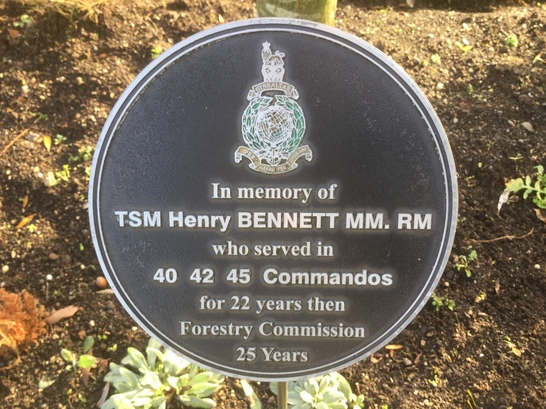 GIBRALTAR
In memory of
TSM Henry BENNETT MM. RM
who served in
40 42 45 Commandos
for 22 years then
Forestry Commission
25 Years